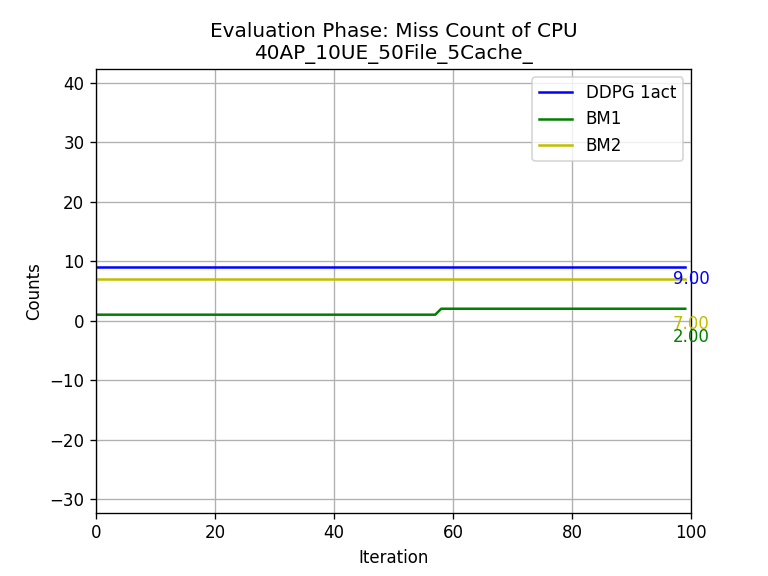 Evaluation Phase: Miss Count of CPU
40AP_10UE_50File_5Cache_
DDPG 1act
BM1
BM2
40
30
20
10
0
−10
−20
−30
Counts
9.00
7.00
2.00
0
20
40
60
80
100
Iteration